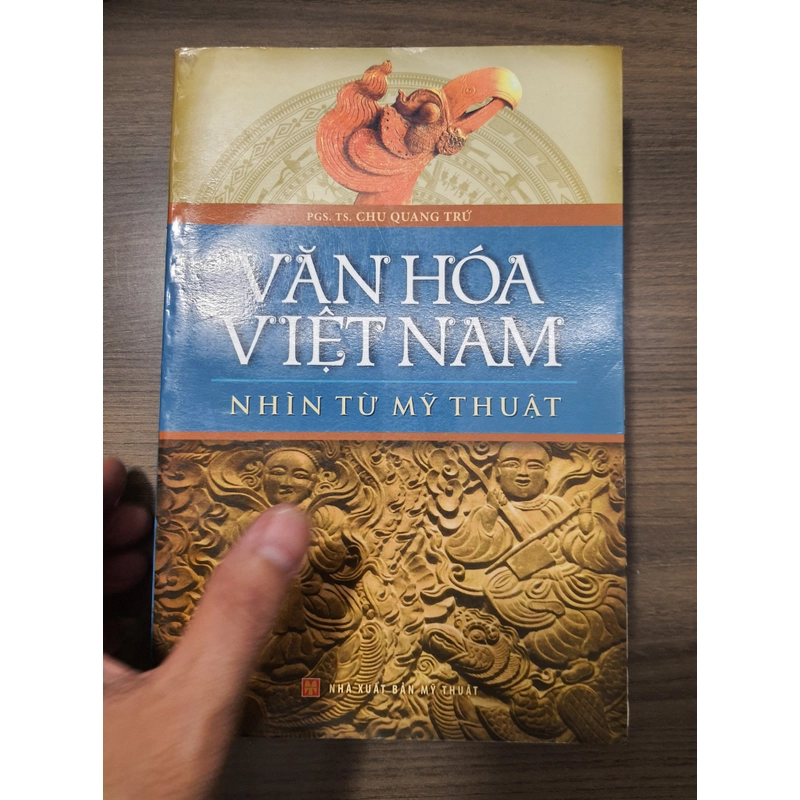 PGS. TS. CHU QUANG TRỨ
VĂN HÓA
VIỆT NAM
NHÌN TỪ MỸ THUẬT
NHÀ XUẤT BẢN MỸ THUẬT